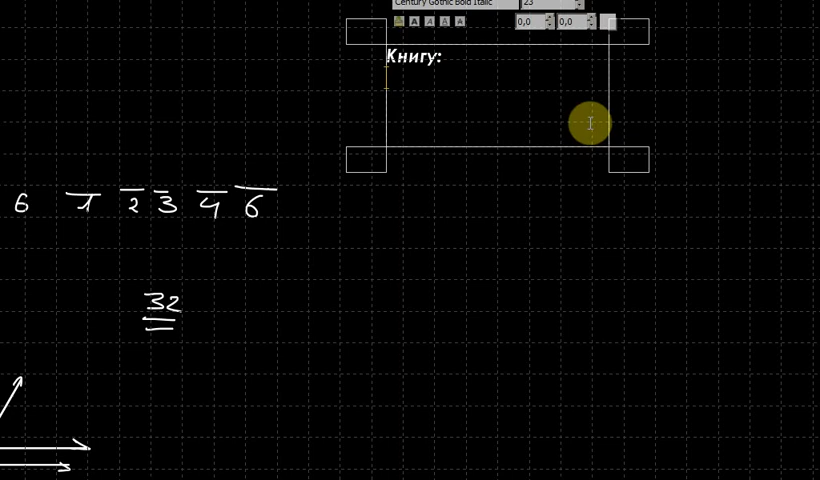 Century Gothic Bold Italic 23
A A A A A 0,0 0,0
Книгу:
6 1 2 3 4 6
32